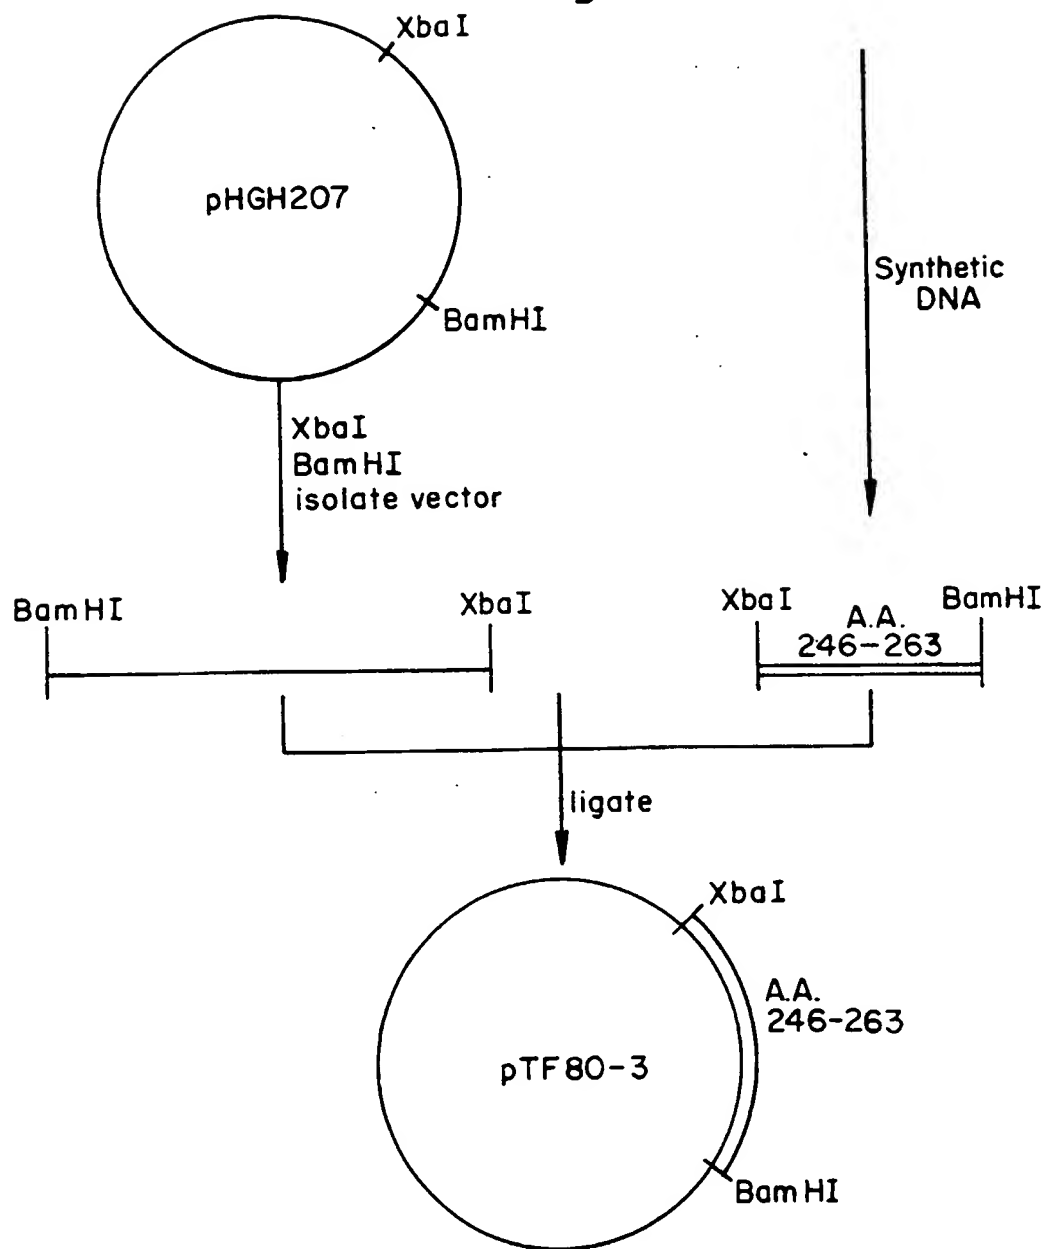 XbaI
pHGH207
BamHI
Synthetic
DNA
XbaI
BamHI
isolate vector
BamHI
XbaI
XbaI
A.A.
246-263
BamHI
ligate
XbaI
A.A.
246-263
pTF80-3
BamHI